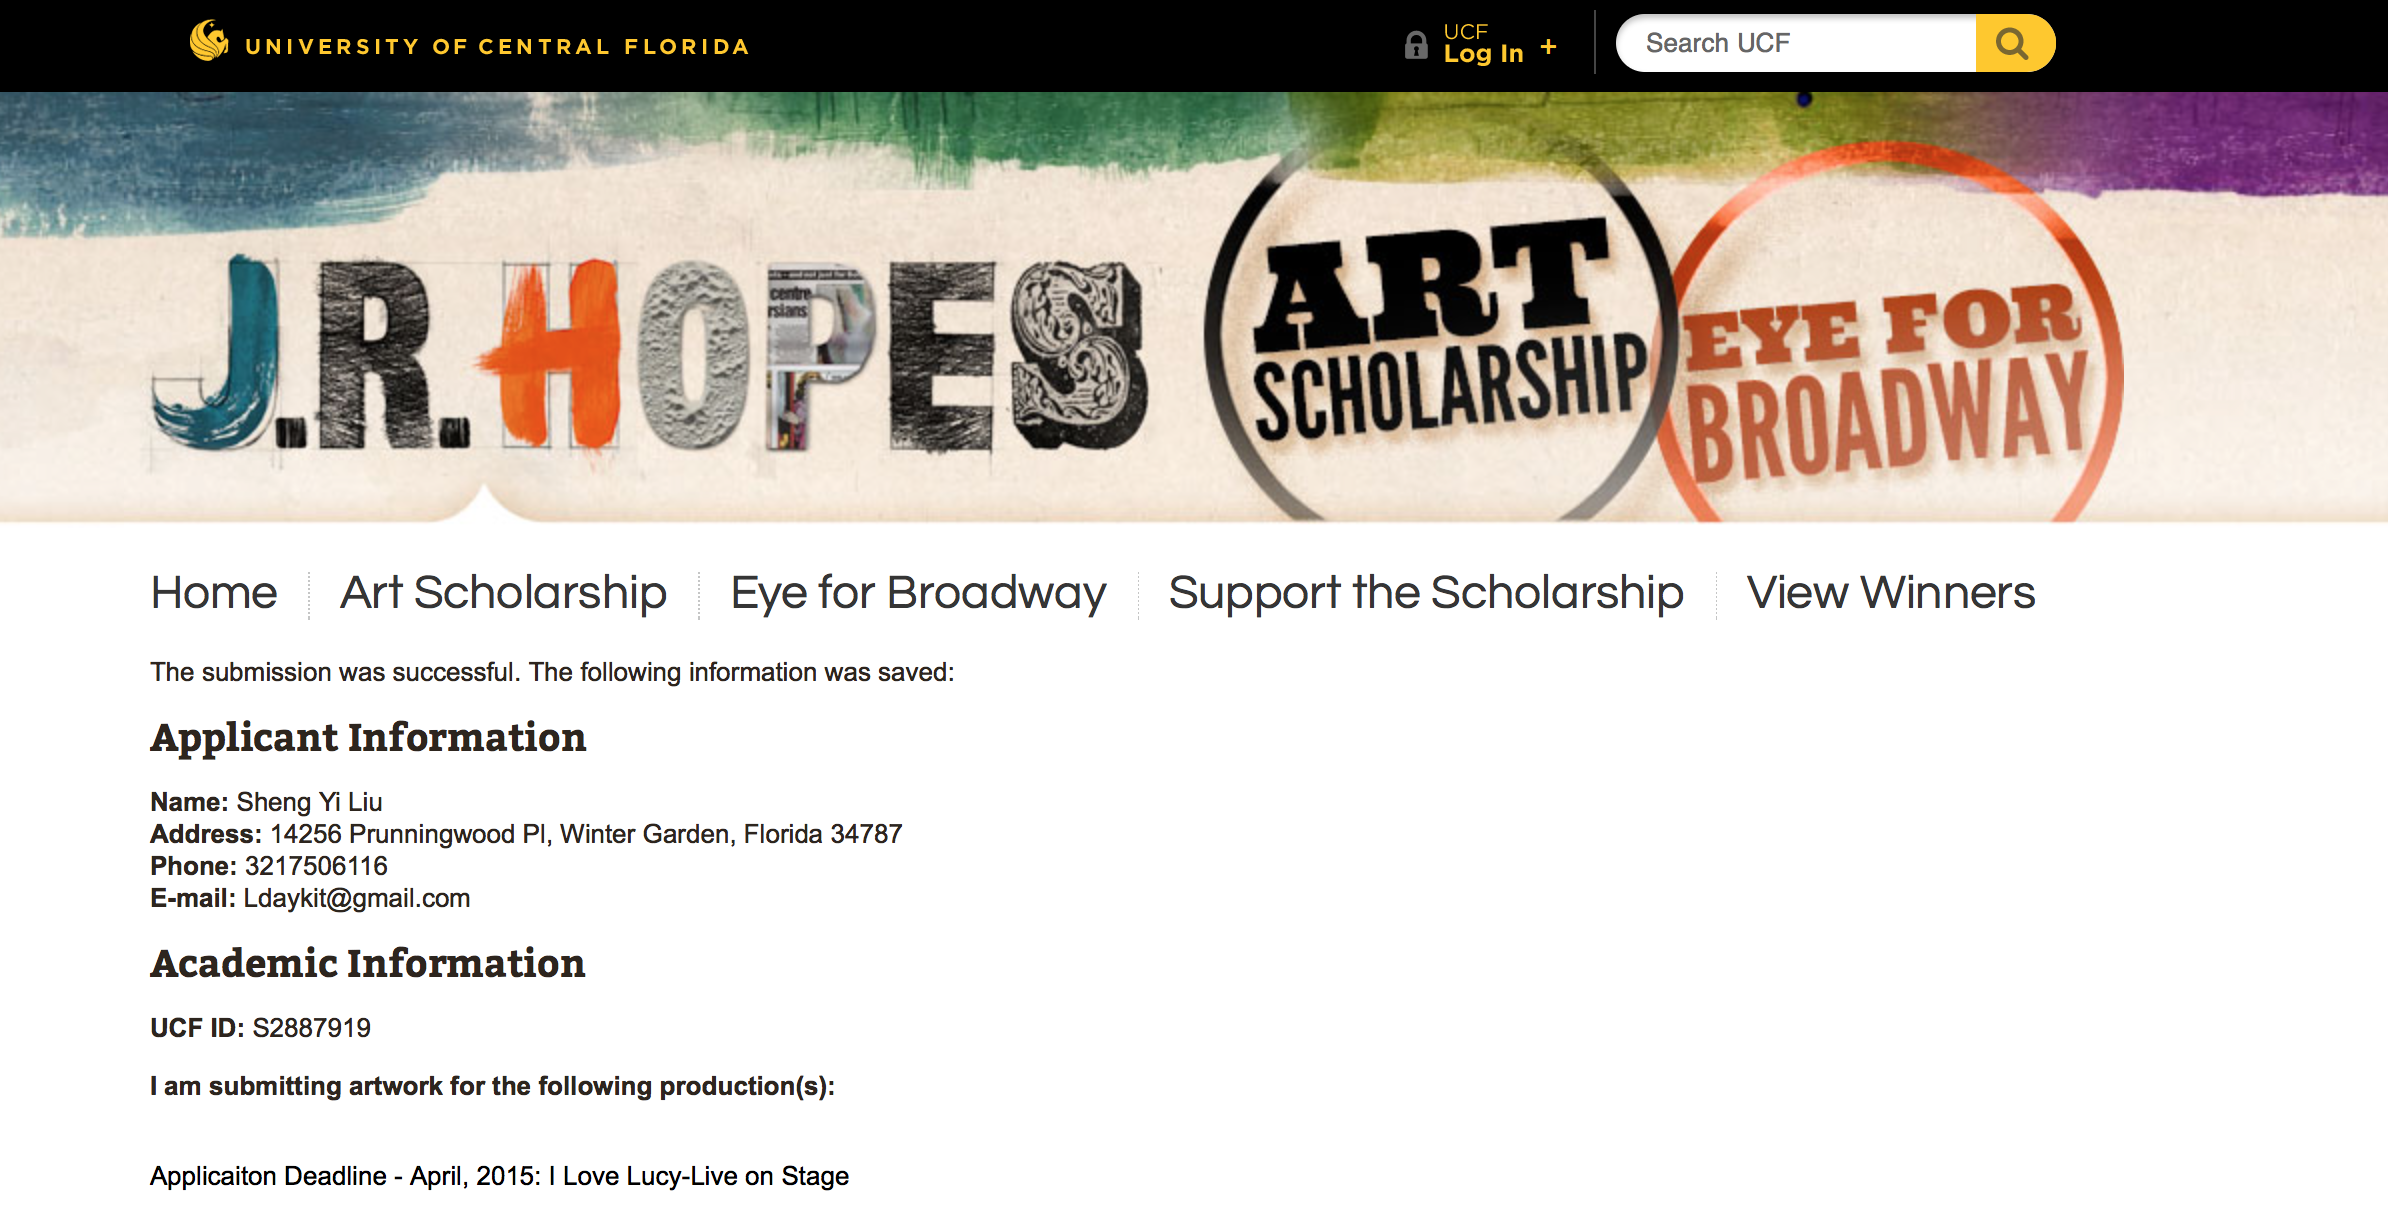 UNIVERSITY OF CENTRAL FLORIDA
UCF
Log In +
Search UCF
J.R. HOPES
ART
SCHOLARSHIP
EYE FOR
BROADWAY
centre
rsians
Home
Art Scholarship
Eye for Broadway
Support the Scholarship
View Winners
The submission was successful. The following information was saved:
Applicant Information
Name: Sheng Yi Liu
Address: 14256 Prunningwood Pl, Winter Garden, Florida 34787
Phone: 3217506116
E-mail: Ldaykit@gmail.com
Academic Information
UCF ID: S2887919
I am submitting artwork for the following production(s):
Applicaiton Deadline - April, 2015: I Love Lucy-Live on Stage